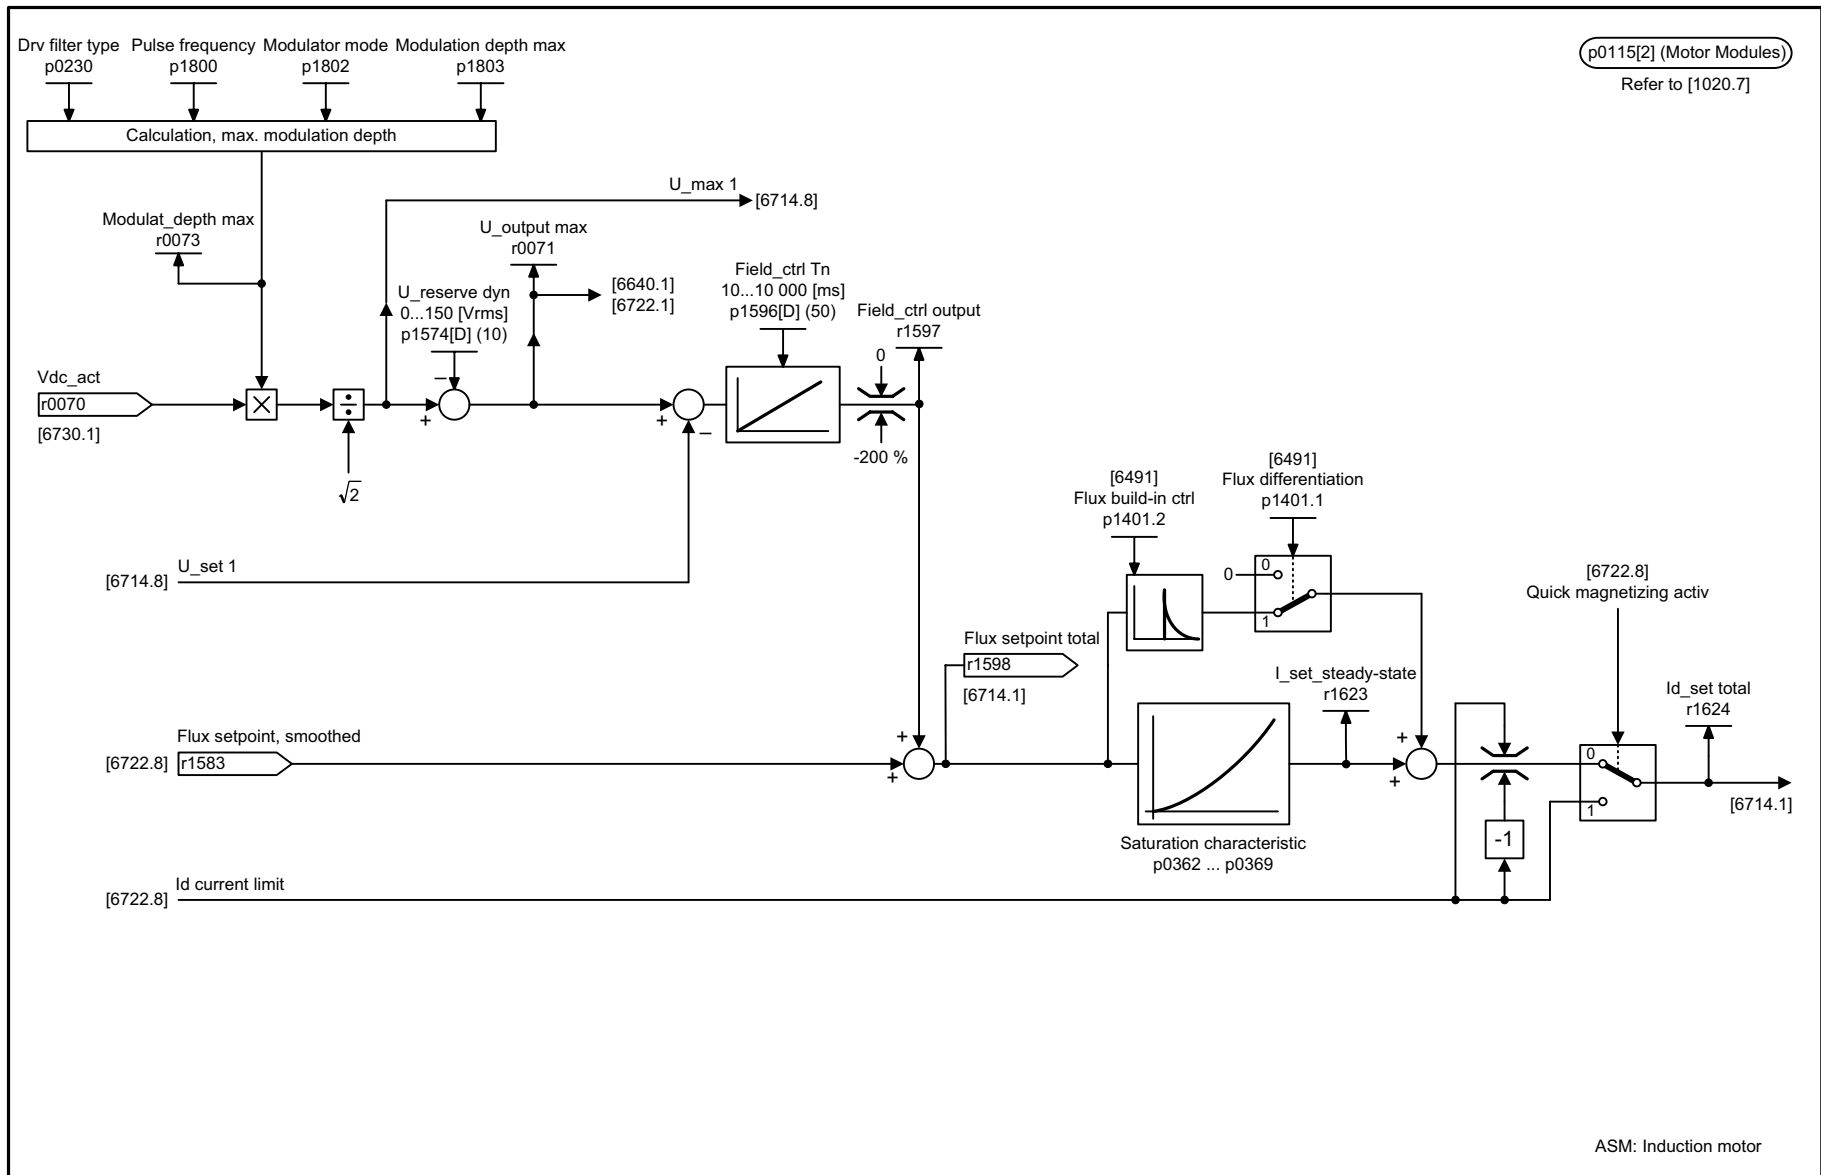 Drv filter type
p0230
Pulse frequency
p1800
Modulator mode
p1802
Modulation depth max
p1803
p0115[2] (Motor Modules)
Refer to [1020.7]
Calculation, max. modulation depth
U_max 1
[6714.8]
Modulat_depth max
r0073
U_output max
r0071
[6640.1]
[6722.1]
U_reserve dyn
0...150 [Vrms]
p1574[D] (10)
Field_ctrl Tn
10...10 000 [ms]
p1596[D] (50)
Field_ctrl output
r1597
0
-200 %
Vdc_act
r0070
[6730.1]
×
÷
√2
–
+
+
–
[6714.8]
U_set 1
[6491]
Flux build-in ctrl
p1401.2
[6491]
Flux differentiation
p1401.1
0
0
1
[6722.8]
Quick magnetizing activ
Flux setpoint total
r1598
[6714.1]
I_set_steady-state
r1623
Id_set total
r1624
Flux setpoint, smoothed
[6722.8]
r1583
+
+
+
+
0
1
[6714.1]
-1
Saturation characteristic
p0362 ... p0369
[6722.8]
Id current limit
ASM: Induction motor